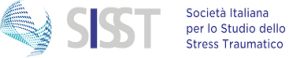 SISST
Società Italiana
per lo Studio dello
Stress Traumatico